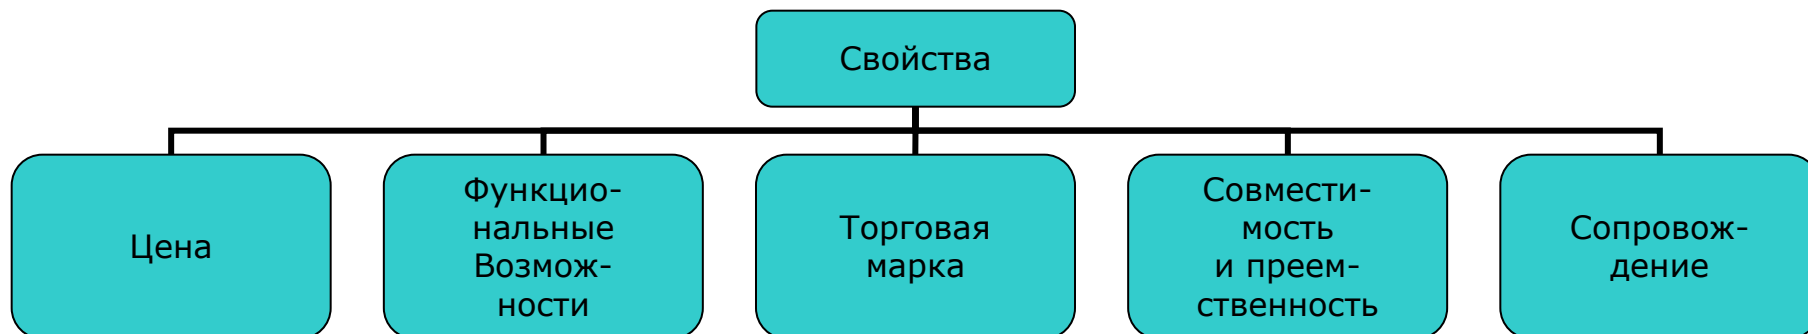 Свойства
Цена
Функцио-
нальные
Возмож-
ности
Торговая
марка
Совмести-
мость
и преем-
ственность
Сопровож-
дение